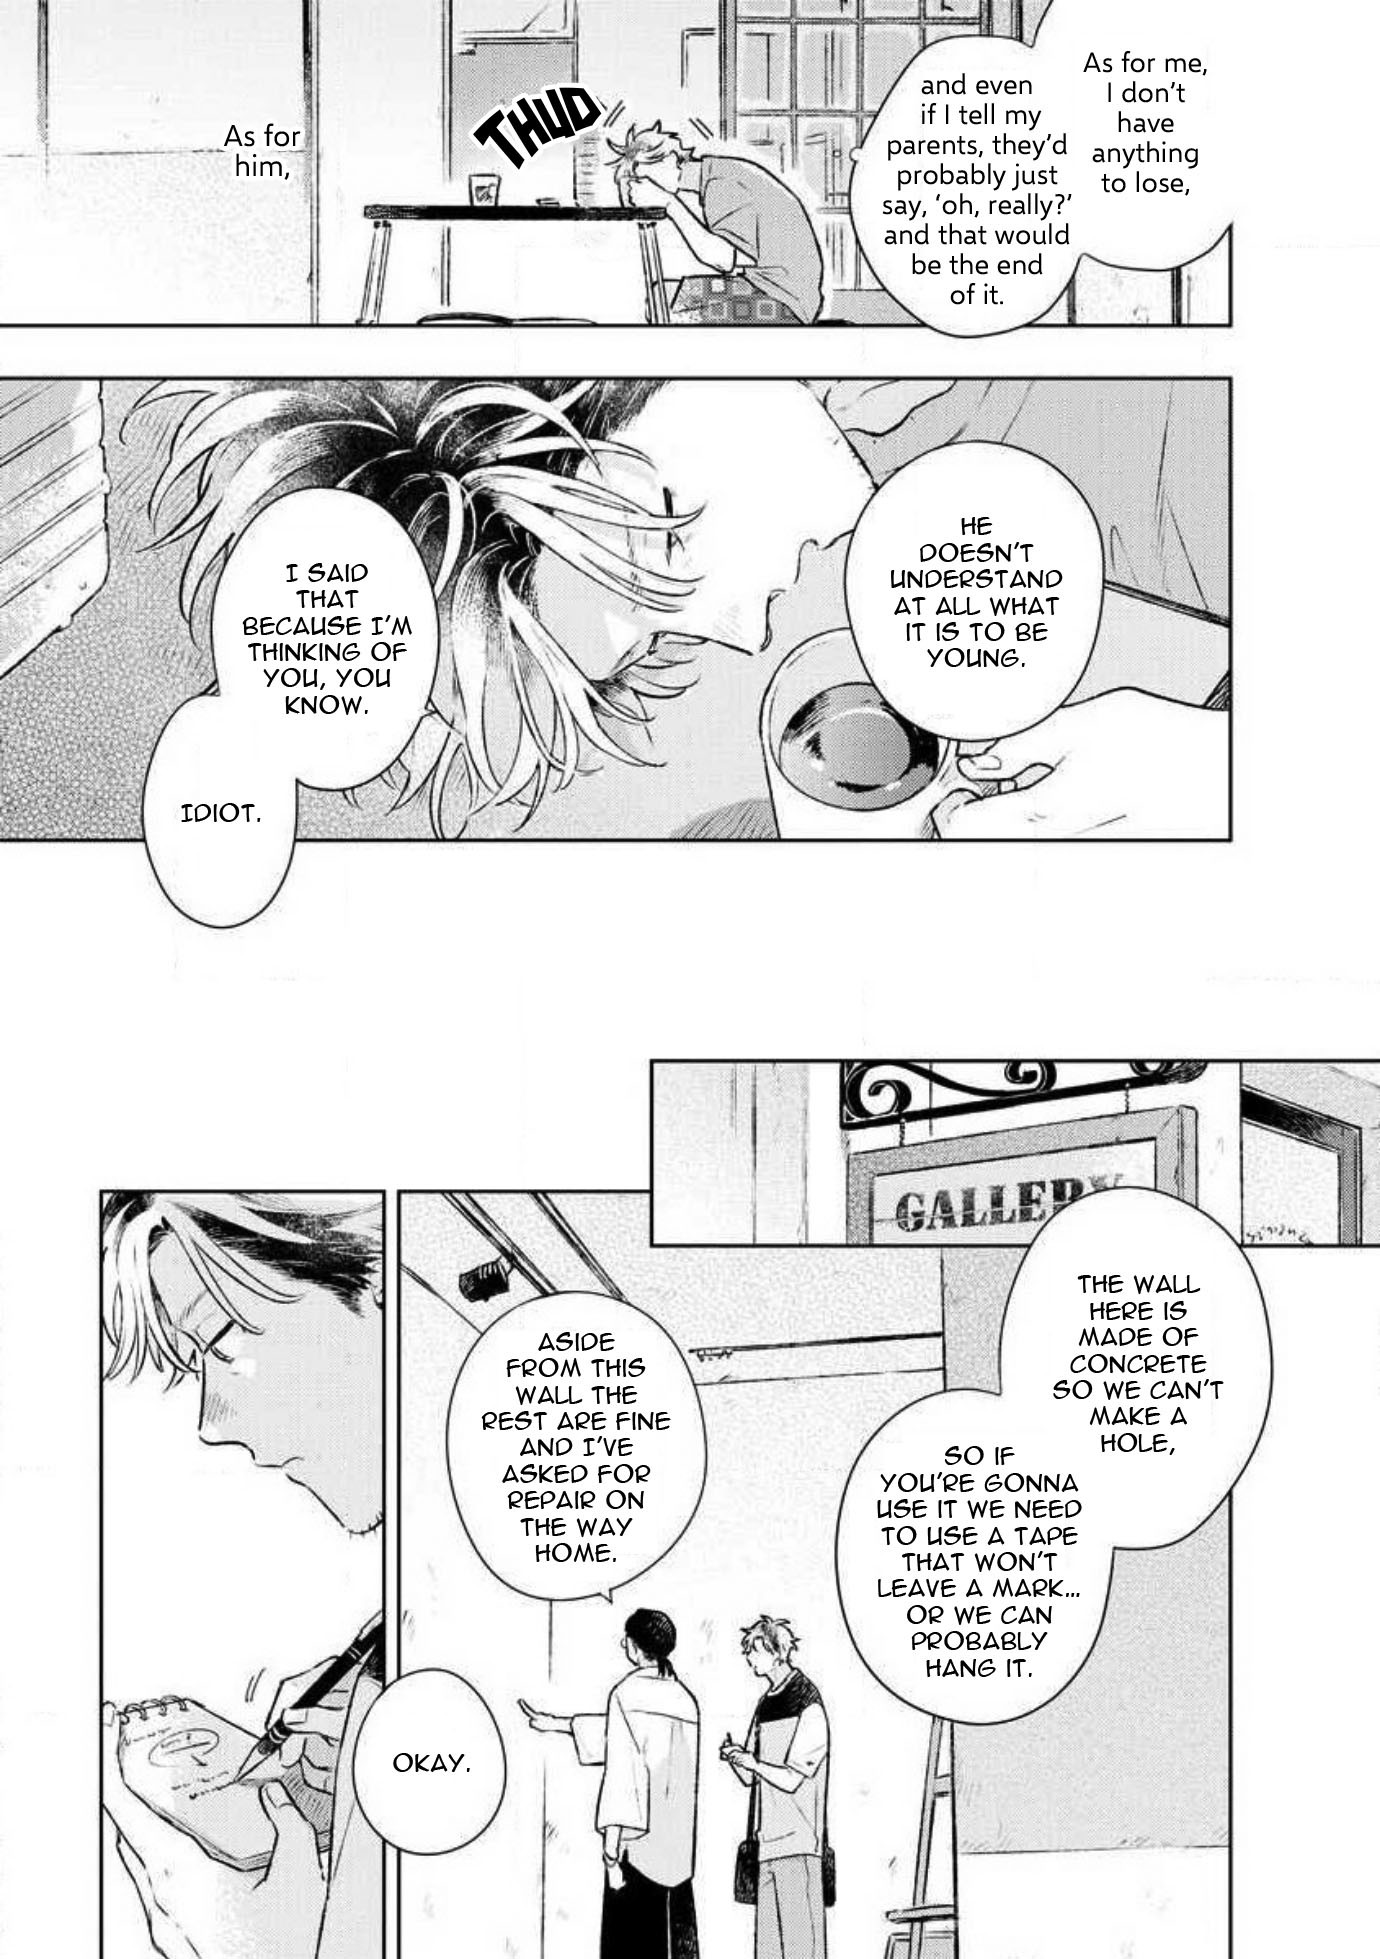 As for me,
I don't
have
anything
to lose,
and even
if I tell my
parents, they'd
probably just
say, 'oh, really?'
and that would
be the end
of it.
THUD
As for
him,
HE
DOESN'T
UNDERSTAND
AT ALL WHAT
IT IS TO BE
YOUNG.
I SAID
THAT
BECAUSE I'M
THINKING OF
YOU, YOU
KNOW.
IDIOT.
GALLERY
THE WALL
HERE IS
MADE OF
CONCRETE
SO WE CAN'T
MAKE A
HOLE,
SO IF
YOU'RE GONNA
USE IT WE NEED
TO USE A TAPE
THAT WON'T
LEAVE A MARK...
OR WE CAN
PROBABLY
HANG IT.
ASIDE
FROM THIS
WALL THE
REST ARE FINE
AND I'VE
ASKED FOR
REPAIR ON
THE WAY
HOME.
OKAY.